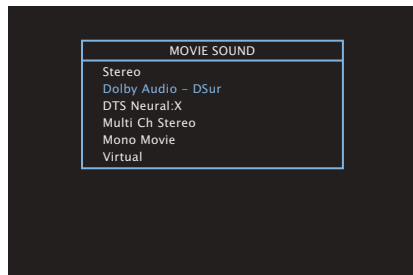 MOVIE SOUND
Stereo
Dolby Audio – DSur
DTS Neural:X
Multi Ch Stereo
Mono Movie
Virtual